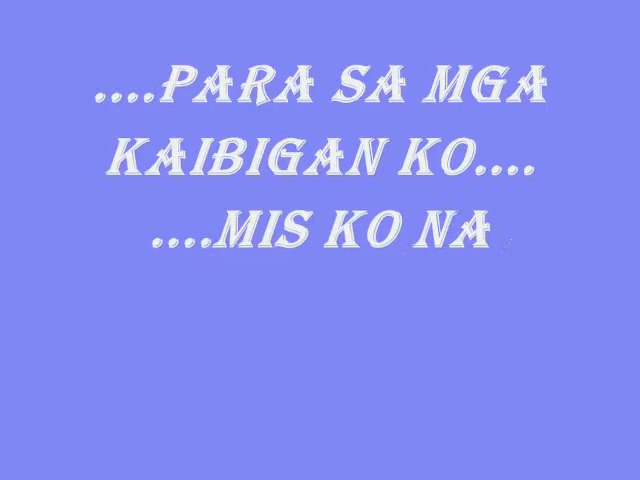 ....PARA SA MGA
KAIBIGAN KO....
....MIS KO NA